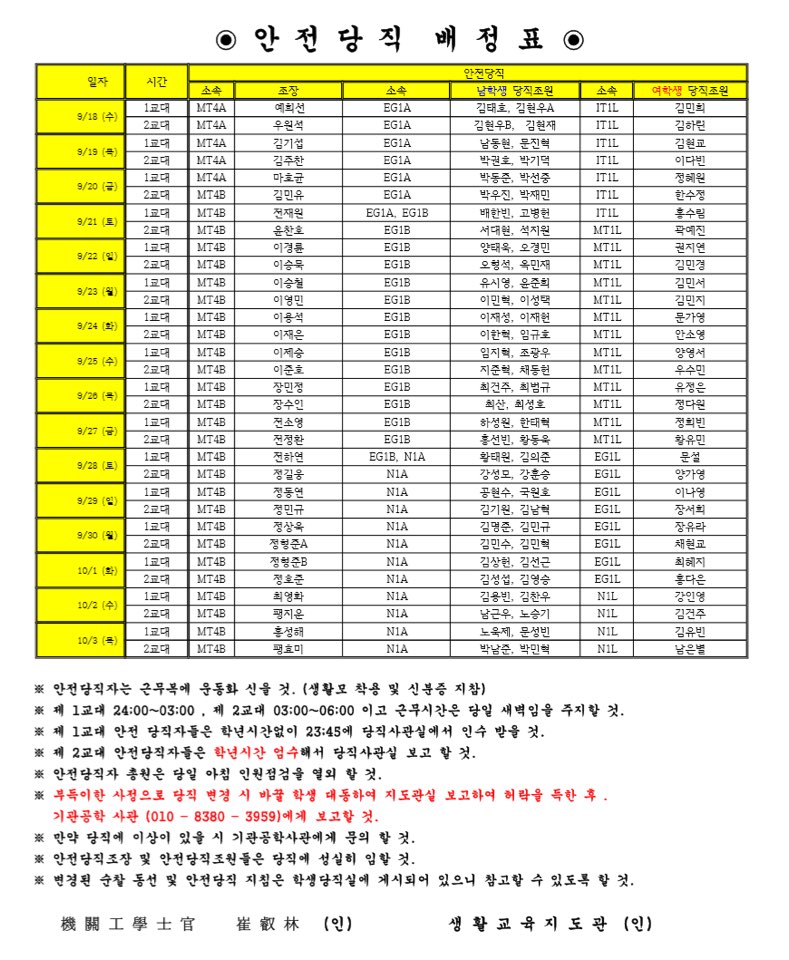 ◉ 안 전 당 직 배 정 표 ◉
일자 시간 안전당직
소속 조장 소속 남학생 당직조원 소속 여학생 당직조원
9/18 (수) 1교대 MT4A 예희선 EG1A 김태호, 김현우A IT1L 김민희
2교대 MT4A 우원석 EG1A 김현우B, 김현재 IT1L 김하린
9/19 (목) 1교대 MT4A 김기섭 EG1A 남동현, 문진혁 IT1L 김현교
2교대 MT4A 김주찬 EG1A 박권호, 박기덕 IT1L 이다빈
9/20 (금) 1교대 MT4A 마호균 EG1A 박동준, 박선중 IT1L 정혜원
2교대 MT4B 김민유 EG1A 박우진, 박재민 IT1L 한수정
9/21 (토) 1교대 MT4B 전재원 EG1A, EG1B 배한빈, 고병헌 IT1L 홍수림
2교대 MT4B 윤찬호 EG1B 서대현, 석지원 MT1L 곽예진
9/22 (일) 1교대 MT4B 이경륜 EG1B 양태욱, 오경민 MT1L 권지연
2교대 MT4B 이승목 EG1B 오형석, 옥민재 MT1L 김민경
9/23 (월) 1교대 MT4B 이승철 EG1B 유시영, 윤준희 MT1L 김민서
2교대 MT4B 이영민 EG1B 이민혁, 이성택 MT1L 김민지
9/24 (화) 1교대 MT4B 이용석 EG1B 이재성, 이재헌 MT1L 문가영
2교대 MT4B 이재은 EG1B 이한혁, 임규호 MT1L 안소영
9/25 (수) 1교대 MT4B 이제승 EG1B 임지혁, 조광우 MT1L 양영서
2교대 MT4B 이준호 EG1B 지준혁, 채동헌 MT1L 우수민
9/26 (목) 1교대 MT4B 장민정 EG1B 최건주, 최범규 MT1L 유정은
2교대 MT4B 장수인 EG1B 최산, 최성호 MT1L 정다원
9/27 (금) 1교대 MT4B 전소영 EG1B 하성원, 한태혁 MT1L 정희빈
2교대 MT4B 전정환 EG1B 홍선빈, 황동욱 MT1L 황유민
9/28 (토) 1교대 MT4B 전하연 EG1B, N1A 황태원, 김의준 EG1L 문설
2교대 MT4B 정길웅 N1A 강성모, 강훈승 EG1L 양가영
9/29 (일) 1교대 MT4B 정동연 N1A 공현수, 국원호 EG1L 이나영
2교대 MT4B 정민규 N1A 김기원, 김남혁 EG1L 장서희
9/30 (월) 1교대 MT4B 정상욱 N1A 김명준, 김민규 EG1L 장유라
2교대 MT4B 정형준A N1A 김민수, 김민혁 EG1L 채현교
10/1 (화) 1교대 MT4B 정형준B N1A 김상헌, 김선근 EG1L 최혜지
2교대 MT4B 정호준 N1A 김성섭, 김영승 EG1L 홍다은
10/2 (수) 1교대 MT4B 최영화 N1A 김용빈, 김찬우 N1L 강인영
2교대 MT4B 팽지운 N1A 남근우, 노승기 N1L 김건주
10/3 (목) 1교대 MT4B 홍성해 N1A 노욱제, 문성빈 N1L 김유빈
2교대 MT4B 팽효미 N1A 박남준, 박민혁 N1L 남은별
※ 안전당직자는 근무복에 운동화 신을 것. (생활모 착용 및 신분증 지참)
※ 제 1교대 24:00~03:00 , 제 2교대 03:00~06:00 이고 근무시간은 당일 새벽임을 주지할 것.
※ 제 1교대 안전 당직자들은 학년시간없이 23:45에 당직사관실에서 인수 받을 것.
※ 제 2교대 안전당직자들은 학년시간 엄수해서 당직사관실 보고 할 것.
※ 안전당직자 총원은 당일 아침 인원점검을 열외 할 것.
※ 부득이한 사정으로 당직 변경 시 바꿀 학생 대동하여 지도관실 보고하여 허락을 득한 후 .
기관공학 사관 (010 - 8380 - 3959)에게 보고할 것.
※ 만약 당직에 이상이 있을 시 기관공학사관에게 문의 할 것.
※ 안전당직조장 및 안전당직조원들은 당직에 성실히 임할 것.
※ 변경된 순찰 동선 및 안전당직 지침은 학생당직실에 게시되어 있으니 참고할 수 있도록 할 것.
機 關 工 學 士 官 崔 叡 林 (인) 생 활 교 육 지 도 관 (인)